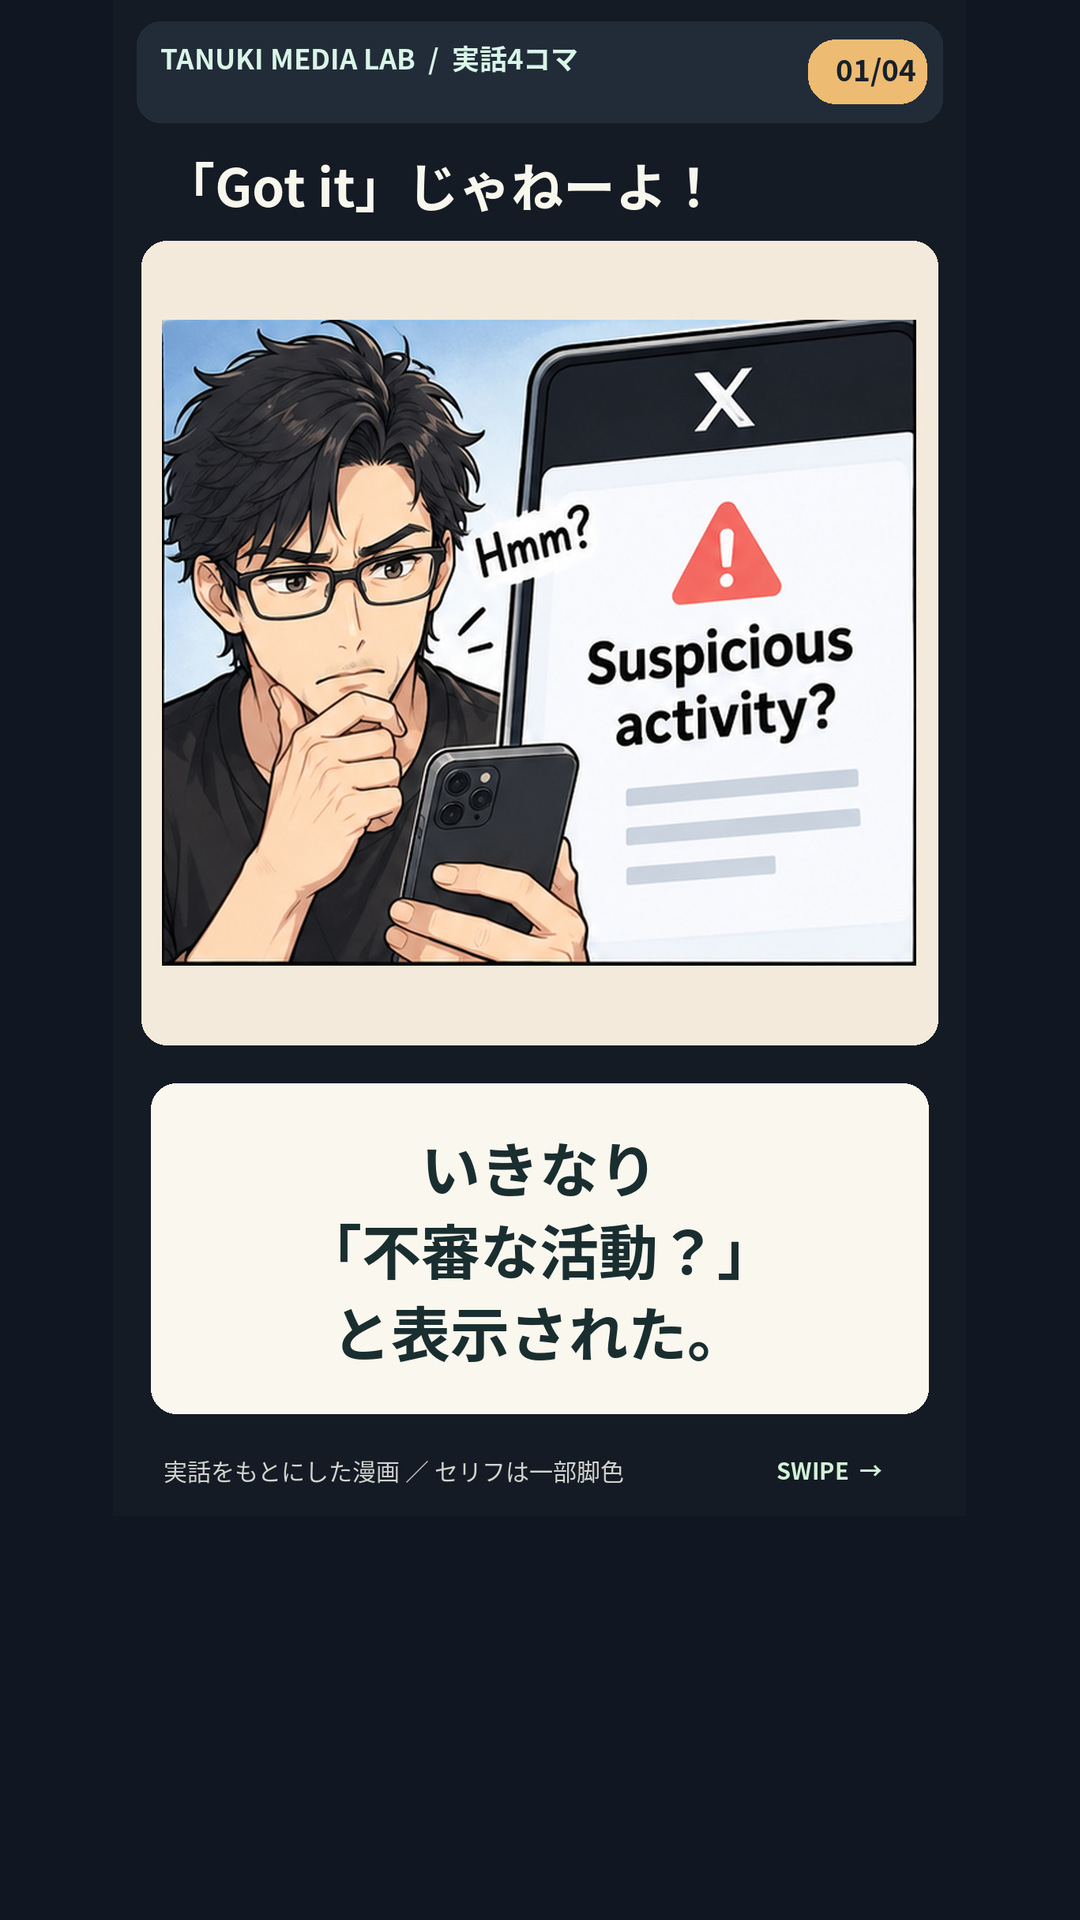 TANUKI MEDIA LAB / 実話4コマ
01/04
「Got it」じゃねーよ！
X
Hmm?
Suspicious
activity?
いきなり
「不審な活動？」
と表示された。
実話をもとにした漫画 ／ セリフは一部脚色
SWIPE →